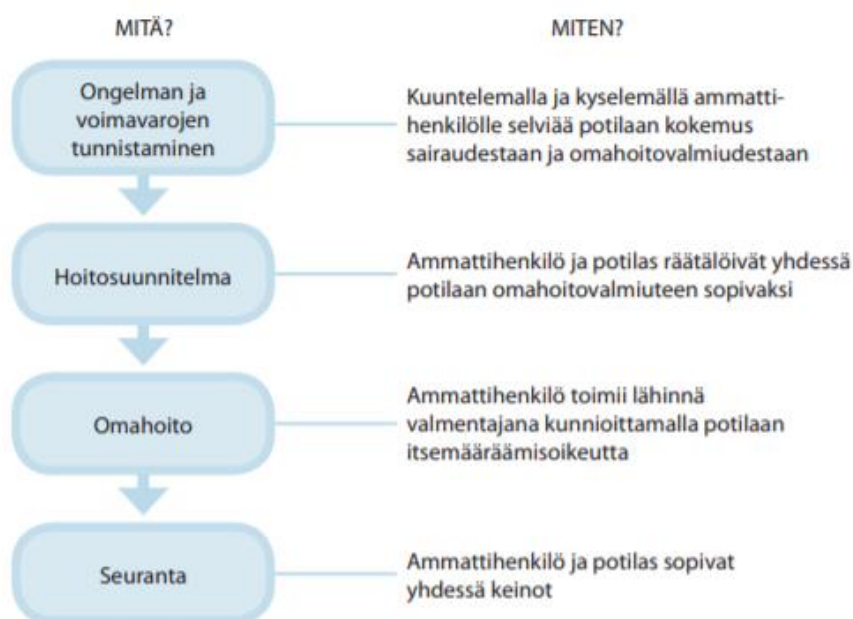 MITÄ?
MITEN?
Ongelman ja
voimavarojen
tunnistaminen
Kuuntelemalla ja kyselemällä ammatti-
henkilölle selviää potilaan kokemus
sairaudestaan ja omahoitovalmiudestaan
Hoitosuunnitelma
Ammattihenkilö ja potilas räätälöivät yhdessä
potilaan omahoitovalmiuteen sopivaksi
Omahoito
Ammattihenkilö toimii lähinnä
valmentajana kunnioittamalla potilaan
itsemääräämisoikeutta
Seuranta
Ammattihenkilö ja potilas sopivat
yhdessä keinot